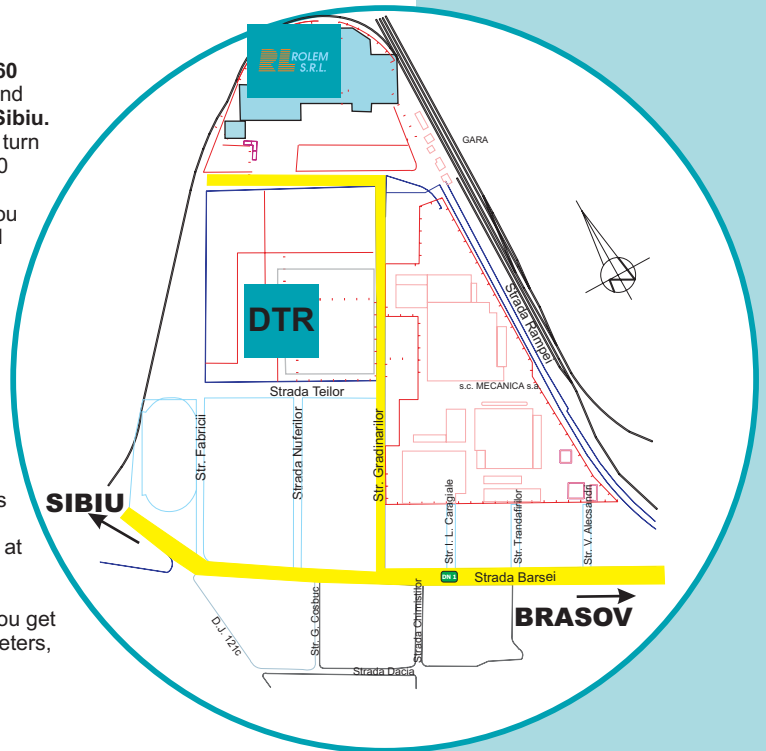 60
nd
Sibiu.
turn
0
ou
l
s
at
ou get
eters,
RL ROLEM
S.R.L.
GARA
Strada Rampei
DTR
s.c. MECANICA s.a.
Strada Teilor
Str. Fabricii
Strada Nuferilor
Str. Gradinarilor
SIBIU
Str. I. L. Caragiale
Str. Trandafirilor
Str. V. Alecsandri
DN 1
Strada Barsei
BRASOV
D.J. 121c
Str. G. Cosbuc
Strada Chimistilor
Strada Dacia
N